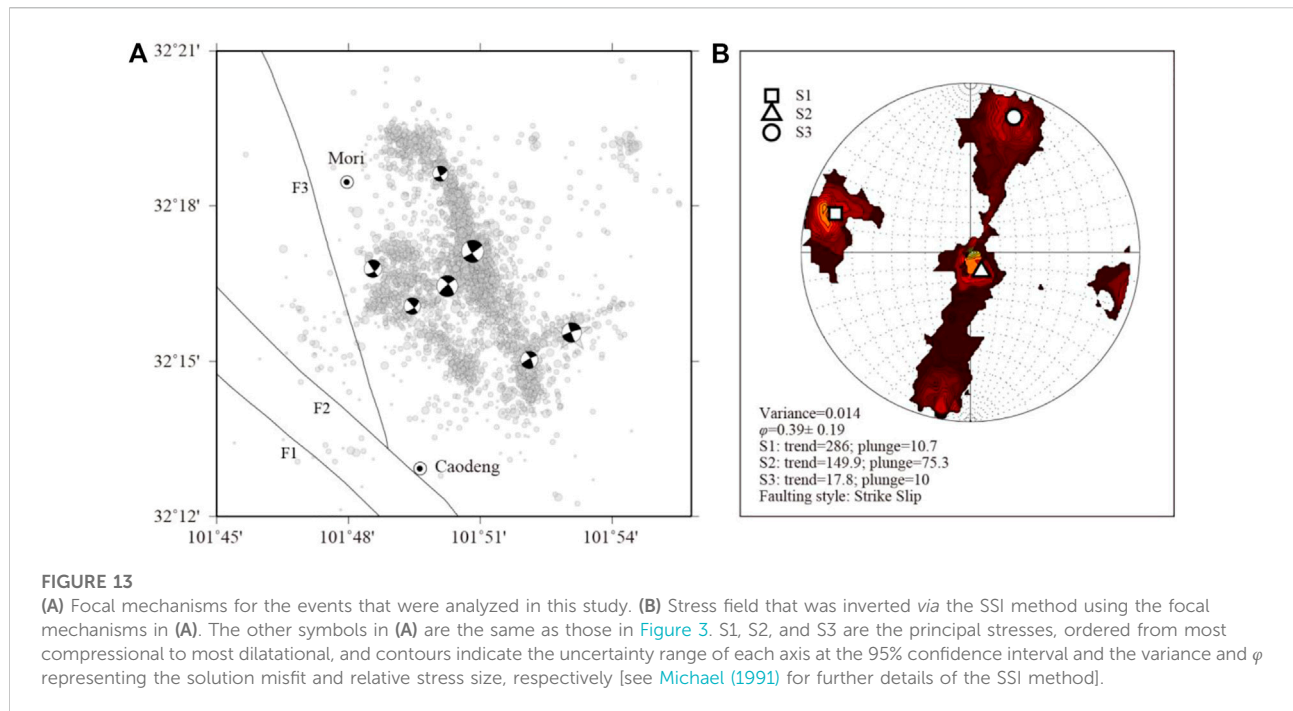 A
B
32°21'
32°18'
32°15'
32°12'
101°45'
101°48'
101°51'
101°54'
Mori
F3
F2
F1
Caodeng
S1
S2
S3
Variance=0.014
φ=0.39± 0.19
S1: trend=286; plunge=10.7
S2: trend=149.9; plunge=75.3
S3: trend=17.8; plunge=10
Faulting style: Strike Slip
FIGURE 13
(A) Focal mechanisms for the events that were analyzed in this study. (B) Stress field that was inverted via the SSI method using the focal
mechanisms in (A). The other symbols in (A) are the same as those in Figure 3. S1, S2, and S3 are the principal stresses, ordered from most
compressional to most dilatational, and contours indicate the uncertainty range of each axis at the 95% confidence interval and the variance and φ
representing the solution misfit and relative stress size, respectively [see Michael (1991) for further details of the SSI method].